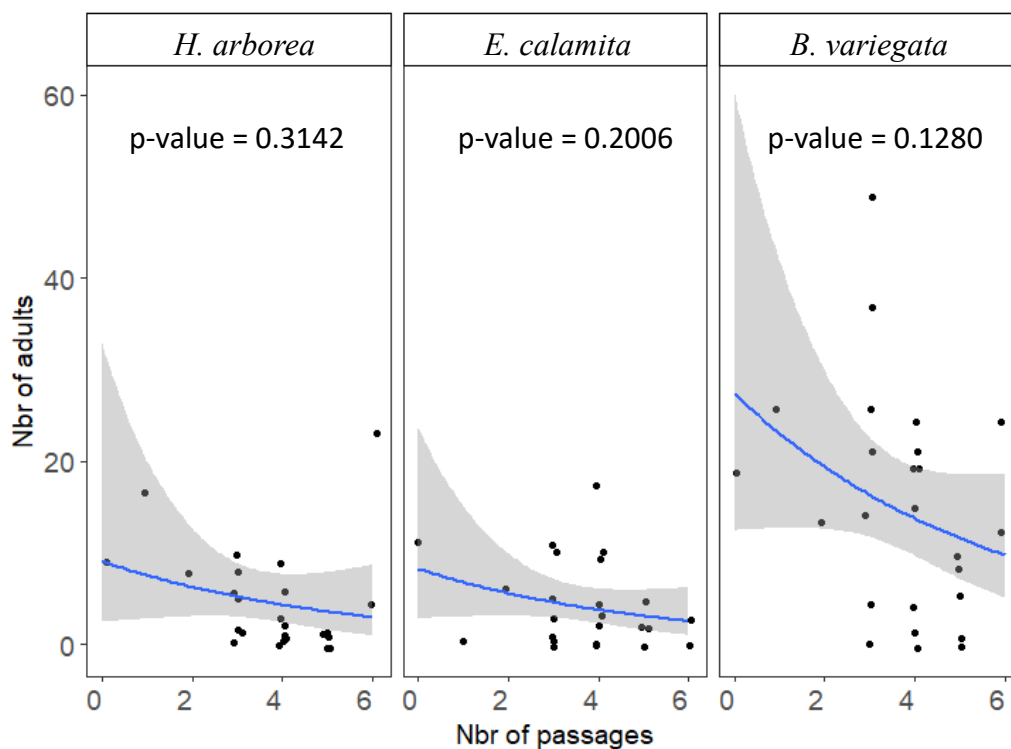 H. arborea
E. calamita
B. variegata
p-value = 0.3142
p-value = 0.2006
p-value = 0.1280
Nbr of adults
60
40
20
0
0 2 4 6
0 2 4 6
0 2 4 6
Nbr of passages